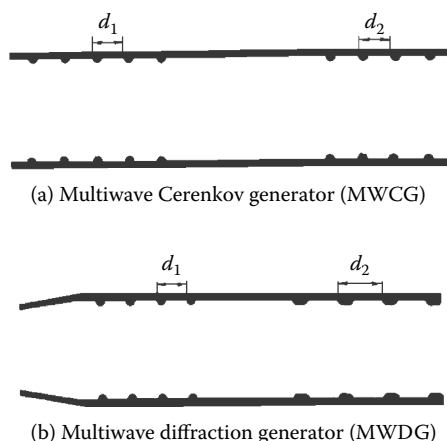 d₁ d₂
(a) Multiwave Cerenkov generator (MWCG)
d₁ d₂
(b) Multiwave diffraction generator (MWDG)